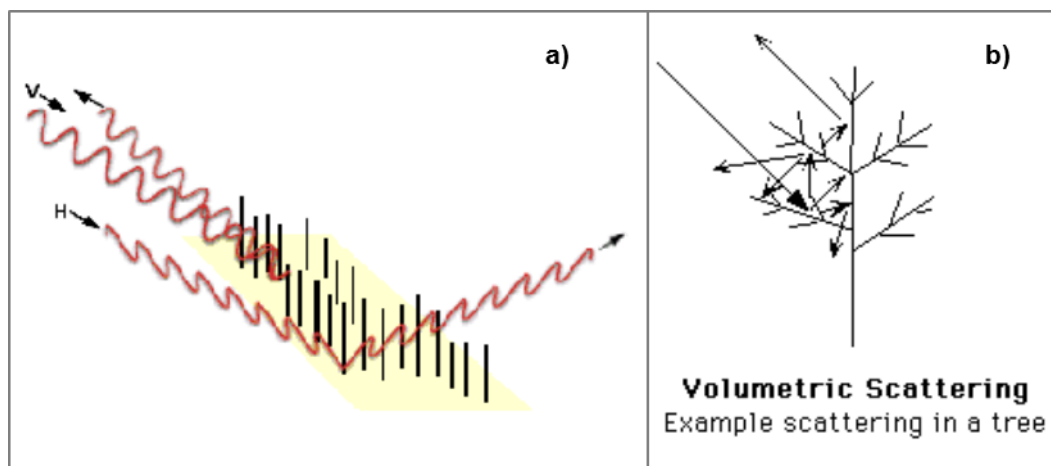 a)
V
H
b)
Volumetric Scattering
Example scattering in a tree